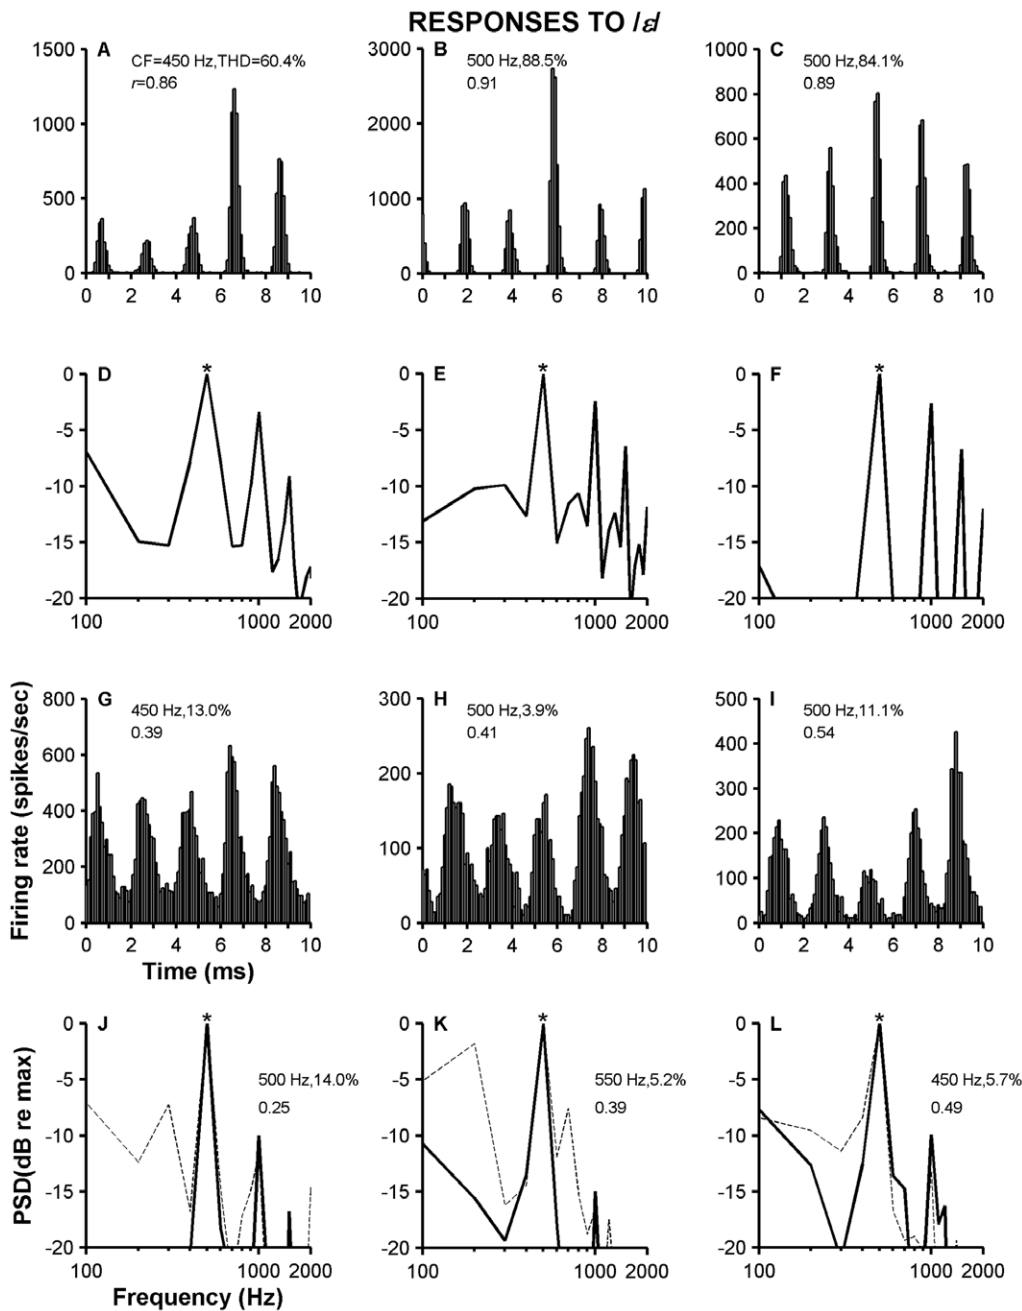 RESPONSES TO /ɛ/
A
CF=450 Hz,THD=60.4%
r=0.86
1500
1000
500
0
0 2 4 6 8 10
B
500 Hz,88.5%
0.91
3000
2000
1000
0
0 2 4 6 8 10
C
500 Hz,84.1%
0.89
1000
800
600
400
200
0
0 2 4 6 8 10
D
*
0
-5
-10
-15
-20
100 1000 2000
E
*
0
-5
-10
-15
-20
100 1000 2000
F
*
0
-5
-10
-15
-20
100 1000 2000
Firing rate (spikes/sec)
G
450 Hz,13.0%
0.39
800
600
400
200
0
0 2 4 6 8 10
Time (ms)
H
500 Hz,3.9%
0.41
300
200
100
0
0 2 4 6 8 10
I
500 Hz,11.1%
0.54
500
400
300
200
100
0
0 2 4 6 8 10
PSD(dB re max)
J
*
500 Hz,14.0%
0.25
0
-5
-10
-15
-20
100 1000 2000
Frequency (Hz)
K
*
550 Hz,5.2%
0.39
0
-5
-10
-15
-20
100 1000 2000
L
*
450 Hz,5.7%
0.49
0
-5
-10
-15
-20
100 1000 2000